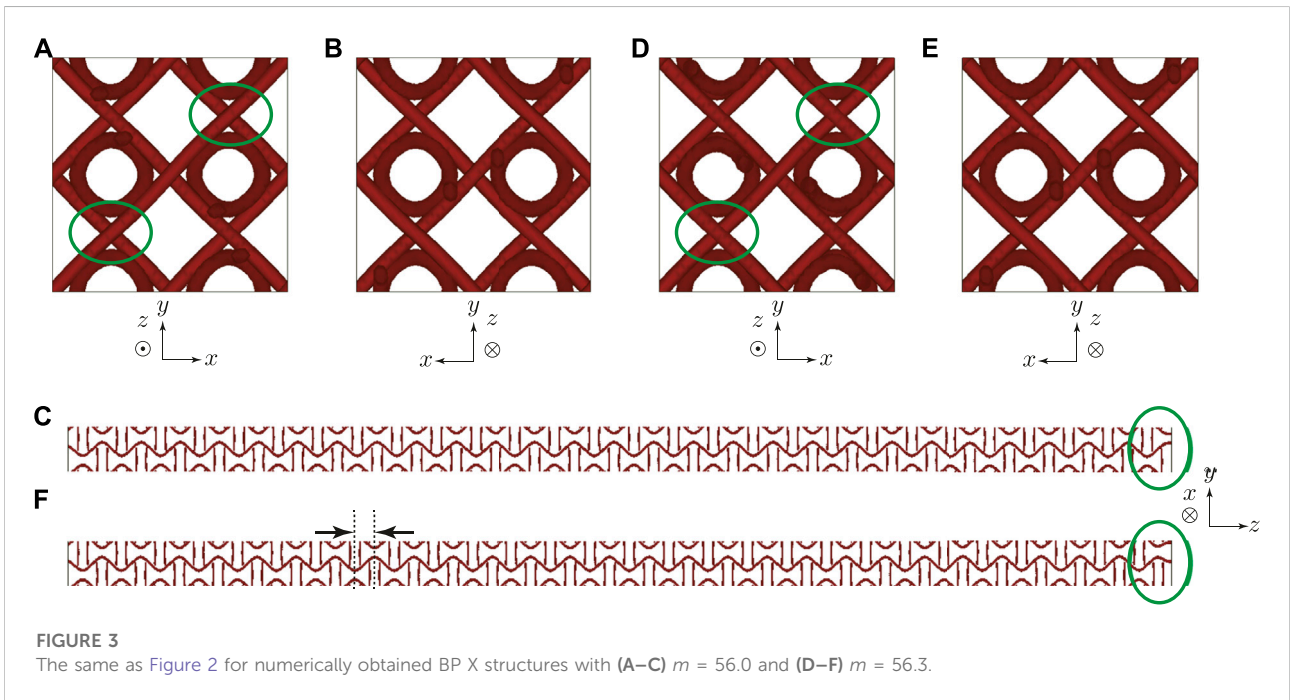 A
B
D
E
y
z
x
y
z
x
y
z
x
y
z
x
C
F
y
x
z
FIGURE 3
The same as Figure 2 for numerically obtained BP X structures with (A–C) m = 56.0 and (D–F) m = 56.3.